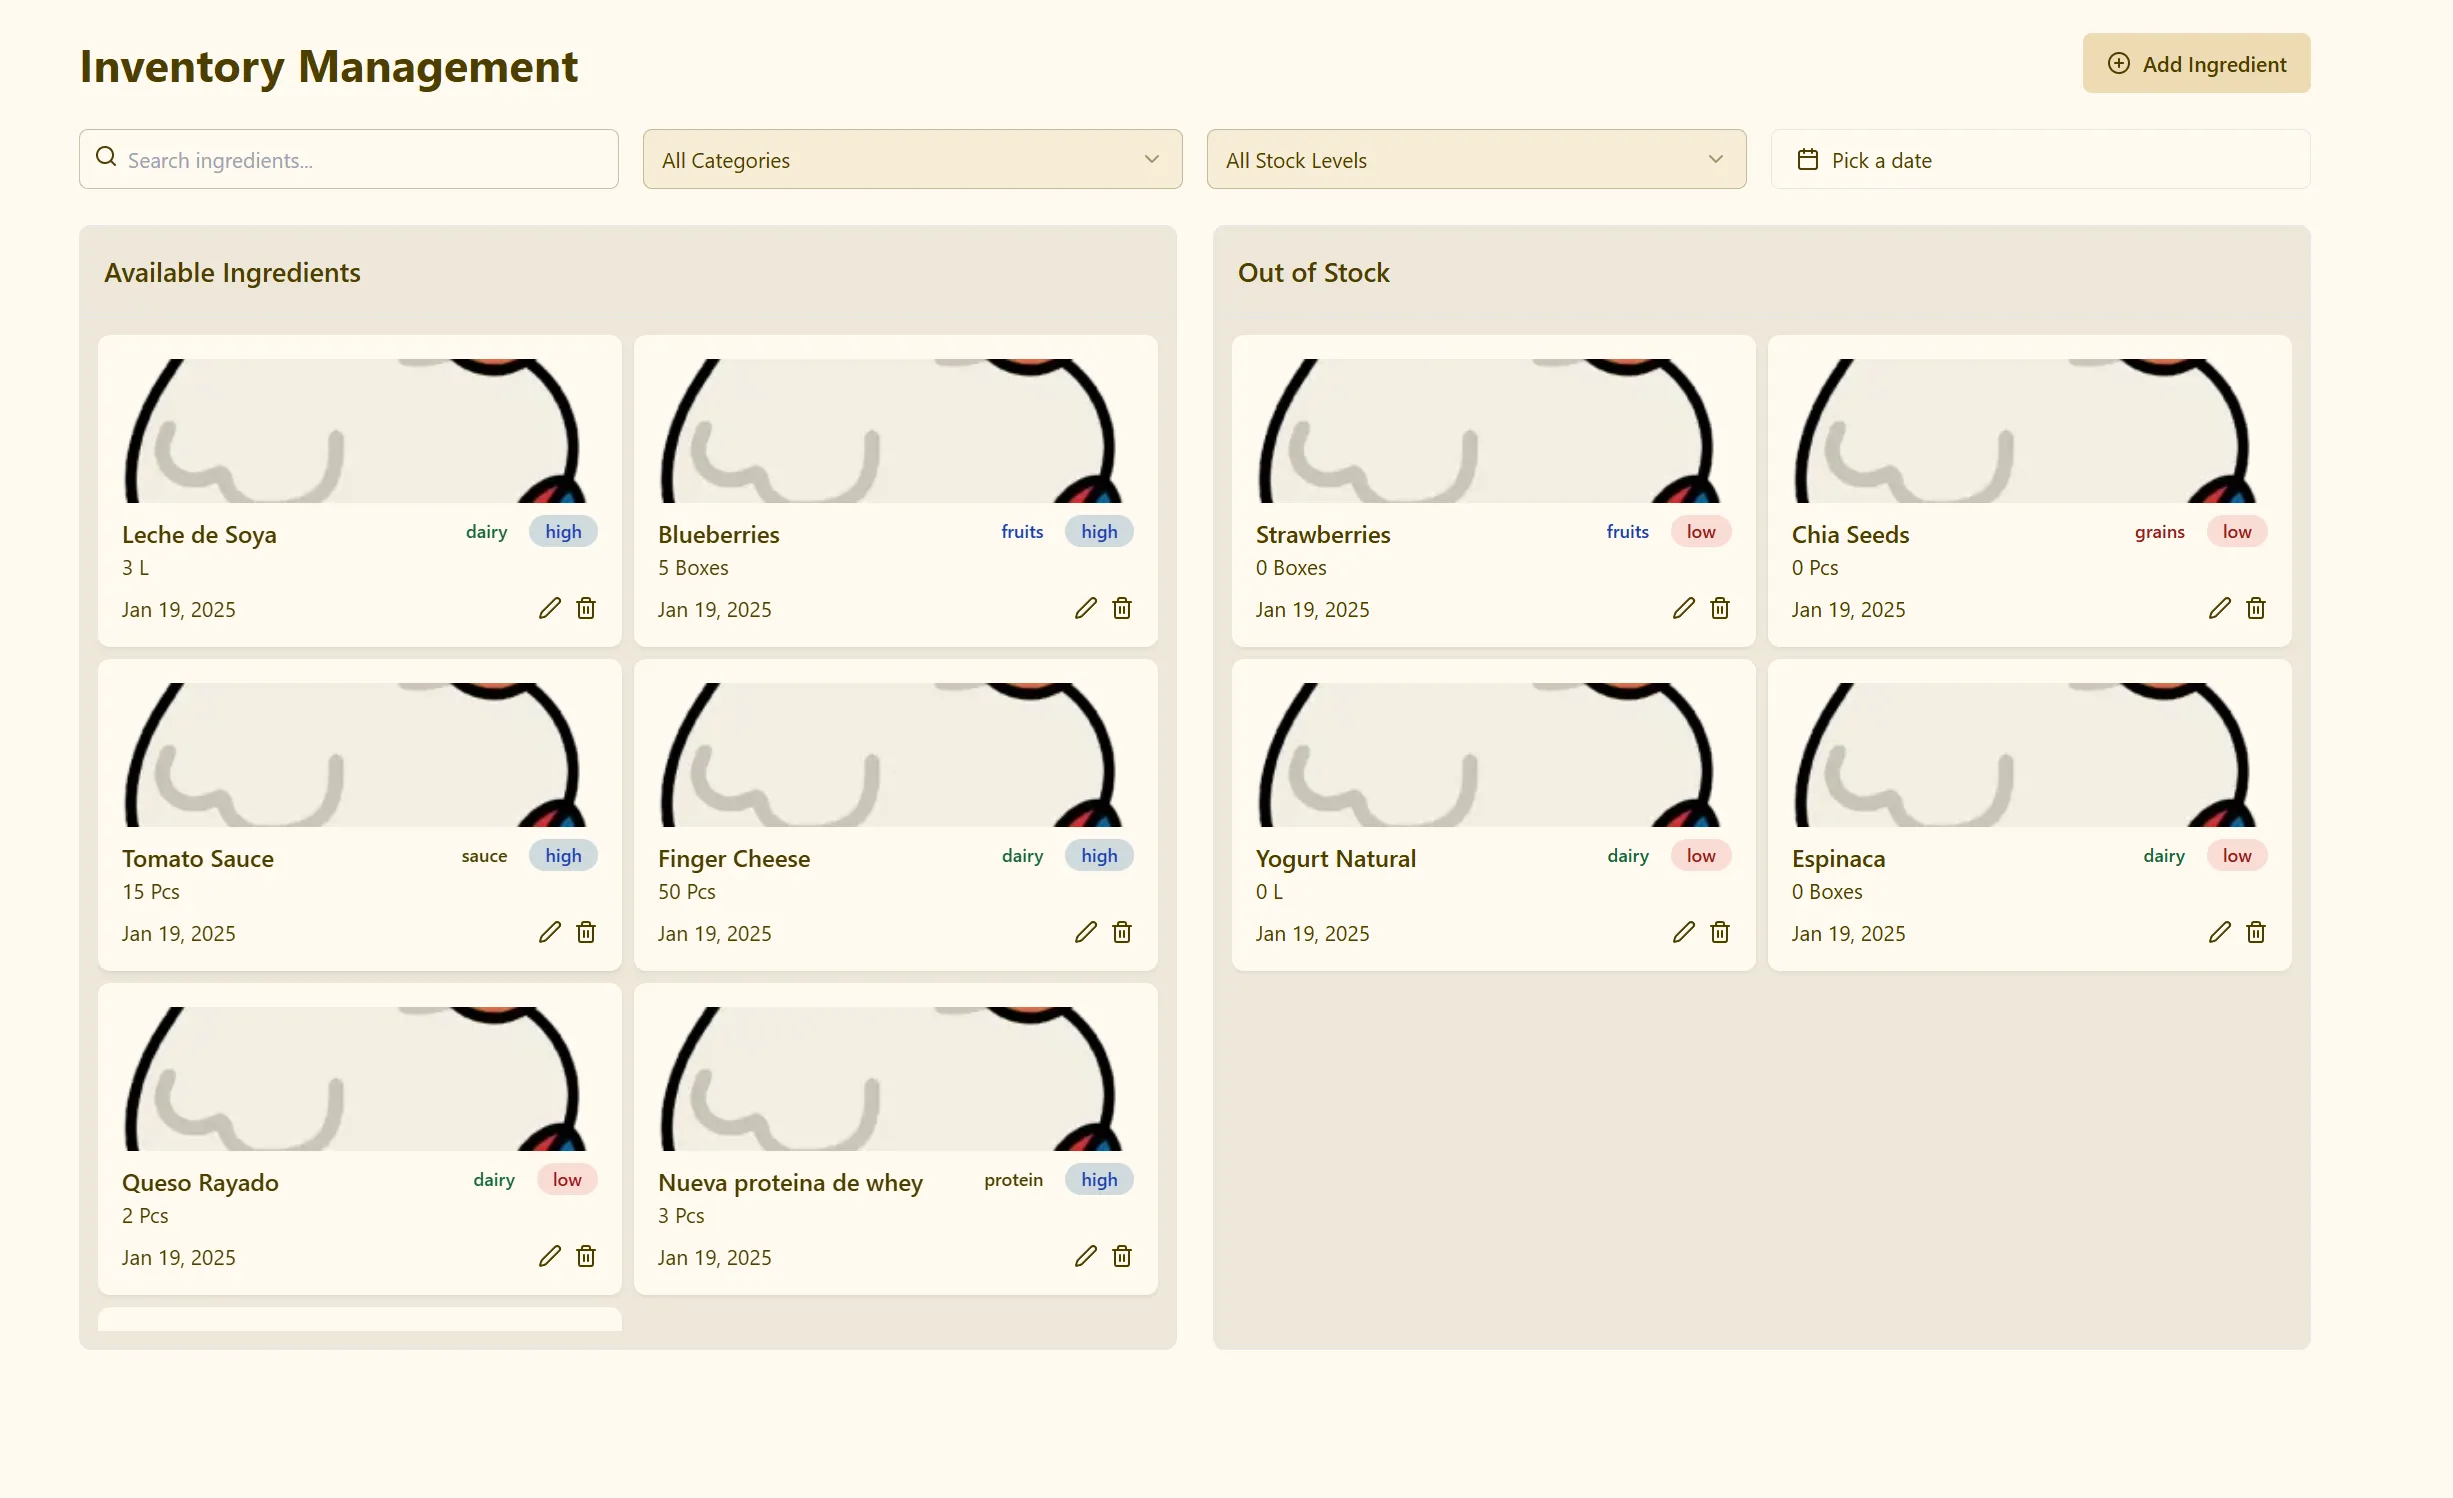 Inventory Management
Add Ingredient
Search ingredients...
All Categories
All Stock Levels
Pick a date
Available Ingredients
Leche de Soya dairy high
3 L
Jan 19, 2025
Blueberries fruits high
5 Boxes
Jan 19, 2025
Tomato Sauce sauce high
15 Pcs
Jan 19, 2025
Finger Cheese dairy high
50 Pcs
Jan 19, 2025
Queso Rayado dairy low
2 Pcs
Jan 19, 2025
Nueva proteina de whey protein high
3 Pcs
Jan 19, 2025
Out of Stock
Strawberries fruits low
0 Boxes
Jan 19, 2025
Chia Seeds grains low
0 Pcs
Jan 19, 2025
Yogurt Natural dairy low
0 L
Jan 19, 2025
Espinaca dairy low
0 Boxes
Jan 19, 2025